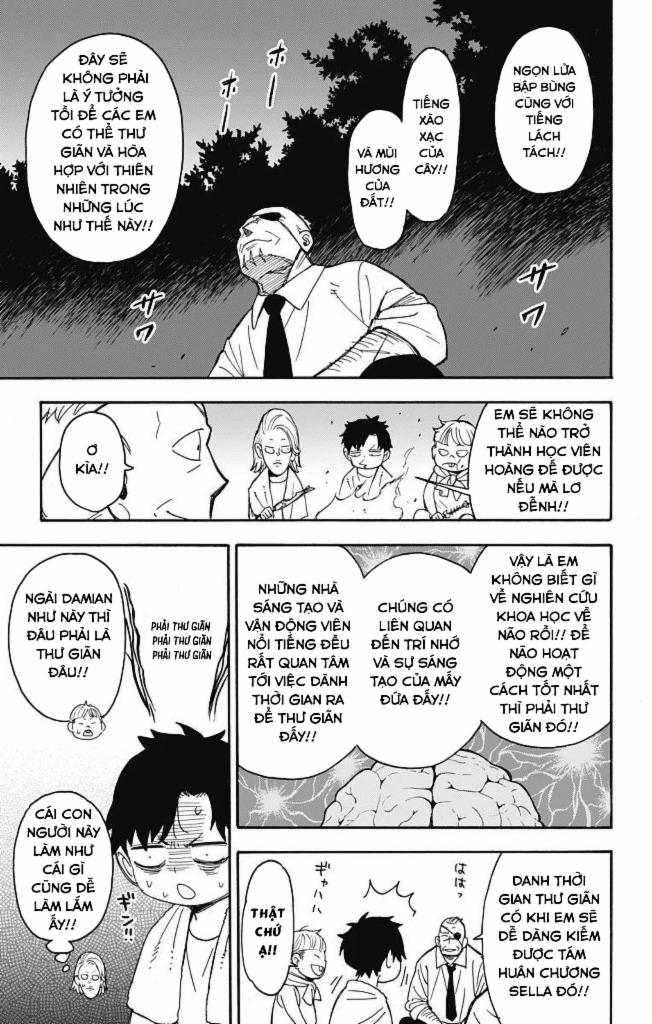 NGỌN LỬA
BẬP BÙNG
CÙNG VỚI
TIẾNG
LÁCH
TÁCH!!
TIẾNG
XÀO
XẠC
CỦA
CÂY!!
VÀ MÙI
HƯƠNG
CỦA
ĐẤT!!
ホー
ホー
ĐÂY SẼ
KHÔNG PHẢI
LÀ Ý TƯỞNG
TỒI ĐỂ CÁC EM
CÓ THỂ THƯ
GIÃN VÀ HÒA
HỢP VỚI THIÊN
NHIÊN TRONG
NHỮNG LÚC
NHƯ THẾ NÀY!!
サワ
サワ
EM SẼ KHÔNG
THỂ NÀO TRỞ
THÀNH HỌC VIÊN
HOÀNG ĐẾ ĐƯỢC
NẾU MÀ LƠ
ĐỄNH!!
Ơ
KÌA!!
VẬY LÀ EM
KHÔNG BIẾT GÌ
VỀ NGHIÊN CỨU
KHOA HỌC VỀ
NÃO RỒI!! ĐỂ
NÃO HOẠT
ĐỘNG MỘT
CÁCH TỐT NHẤT
THÌ PHẢI THƯ
GIÃN ĐÓ!!
CHÚNG CÓ
LIÊN QUAN
ĐẾN TRÍ NHỚ
VÀ SỰ SÁNG
TẠO CỦA MẤY
ĐỨA ĐẤY!!
NHỮNG NHÀ
SÁNG TẠO VÀ
VẬN ĐỘNG VIÊN
NỔI TIẾNG ĐỀU
RẤT QUAN TÂM
TỚI VIỆC DÀNH
THỜI GIAN RA
ĐỂ THƯ GIÃN
ĐẤY!!
DANH THỜI
GIAN THƯ GIÃN
CÓ KHI EM SẼ
DỄ DÀNG KIẾM
ĐƯỢC TÁM
HUÂN CHƯƠNG
SELLA ĐÓ!!
ははっ
ギャハハ
THẬT
CHỨ
Ạ!!
PHẢI THƯ GIÃN
PHẢI THƯ GIÃN
PHẢI THƯ GIÃN
NGÀI DAMIAN
NHƯ NÀY THÌ
ĐÂU PHẢI LÀ
THƯ GIÃN
ĐÂU!!
ギン!!
CÁI CON
NGƯỜI NÀY
LÀM NHƯ
CÁI GÌ
CŨNG DỄ
LÀM LẮM
ẤY!!